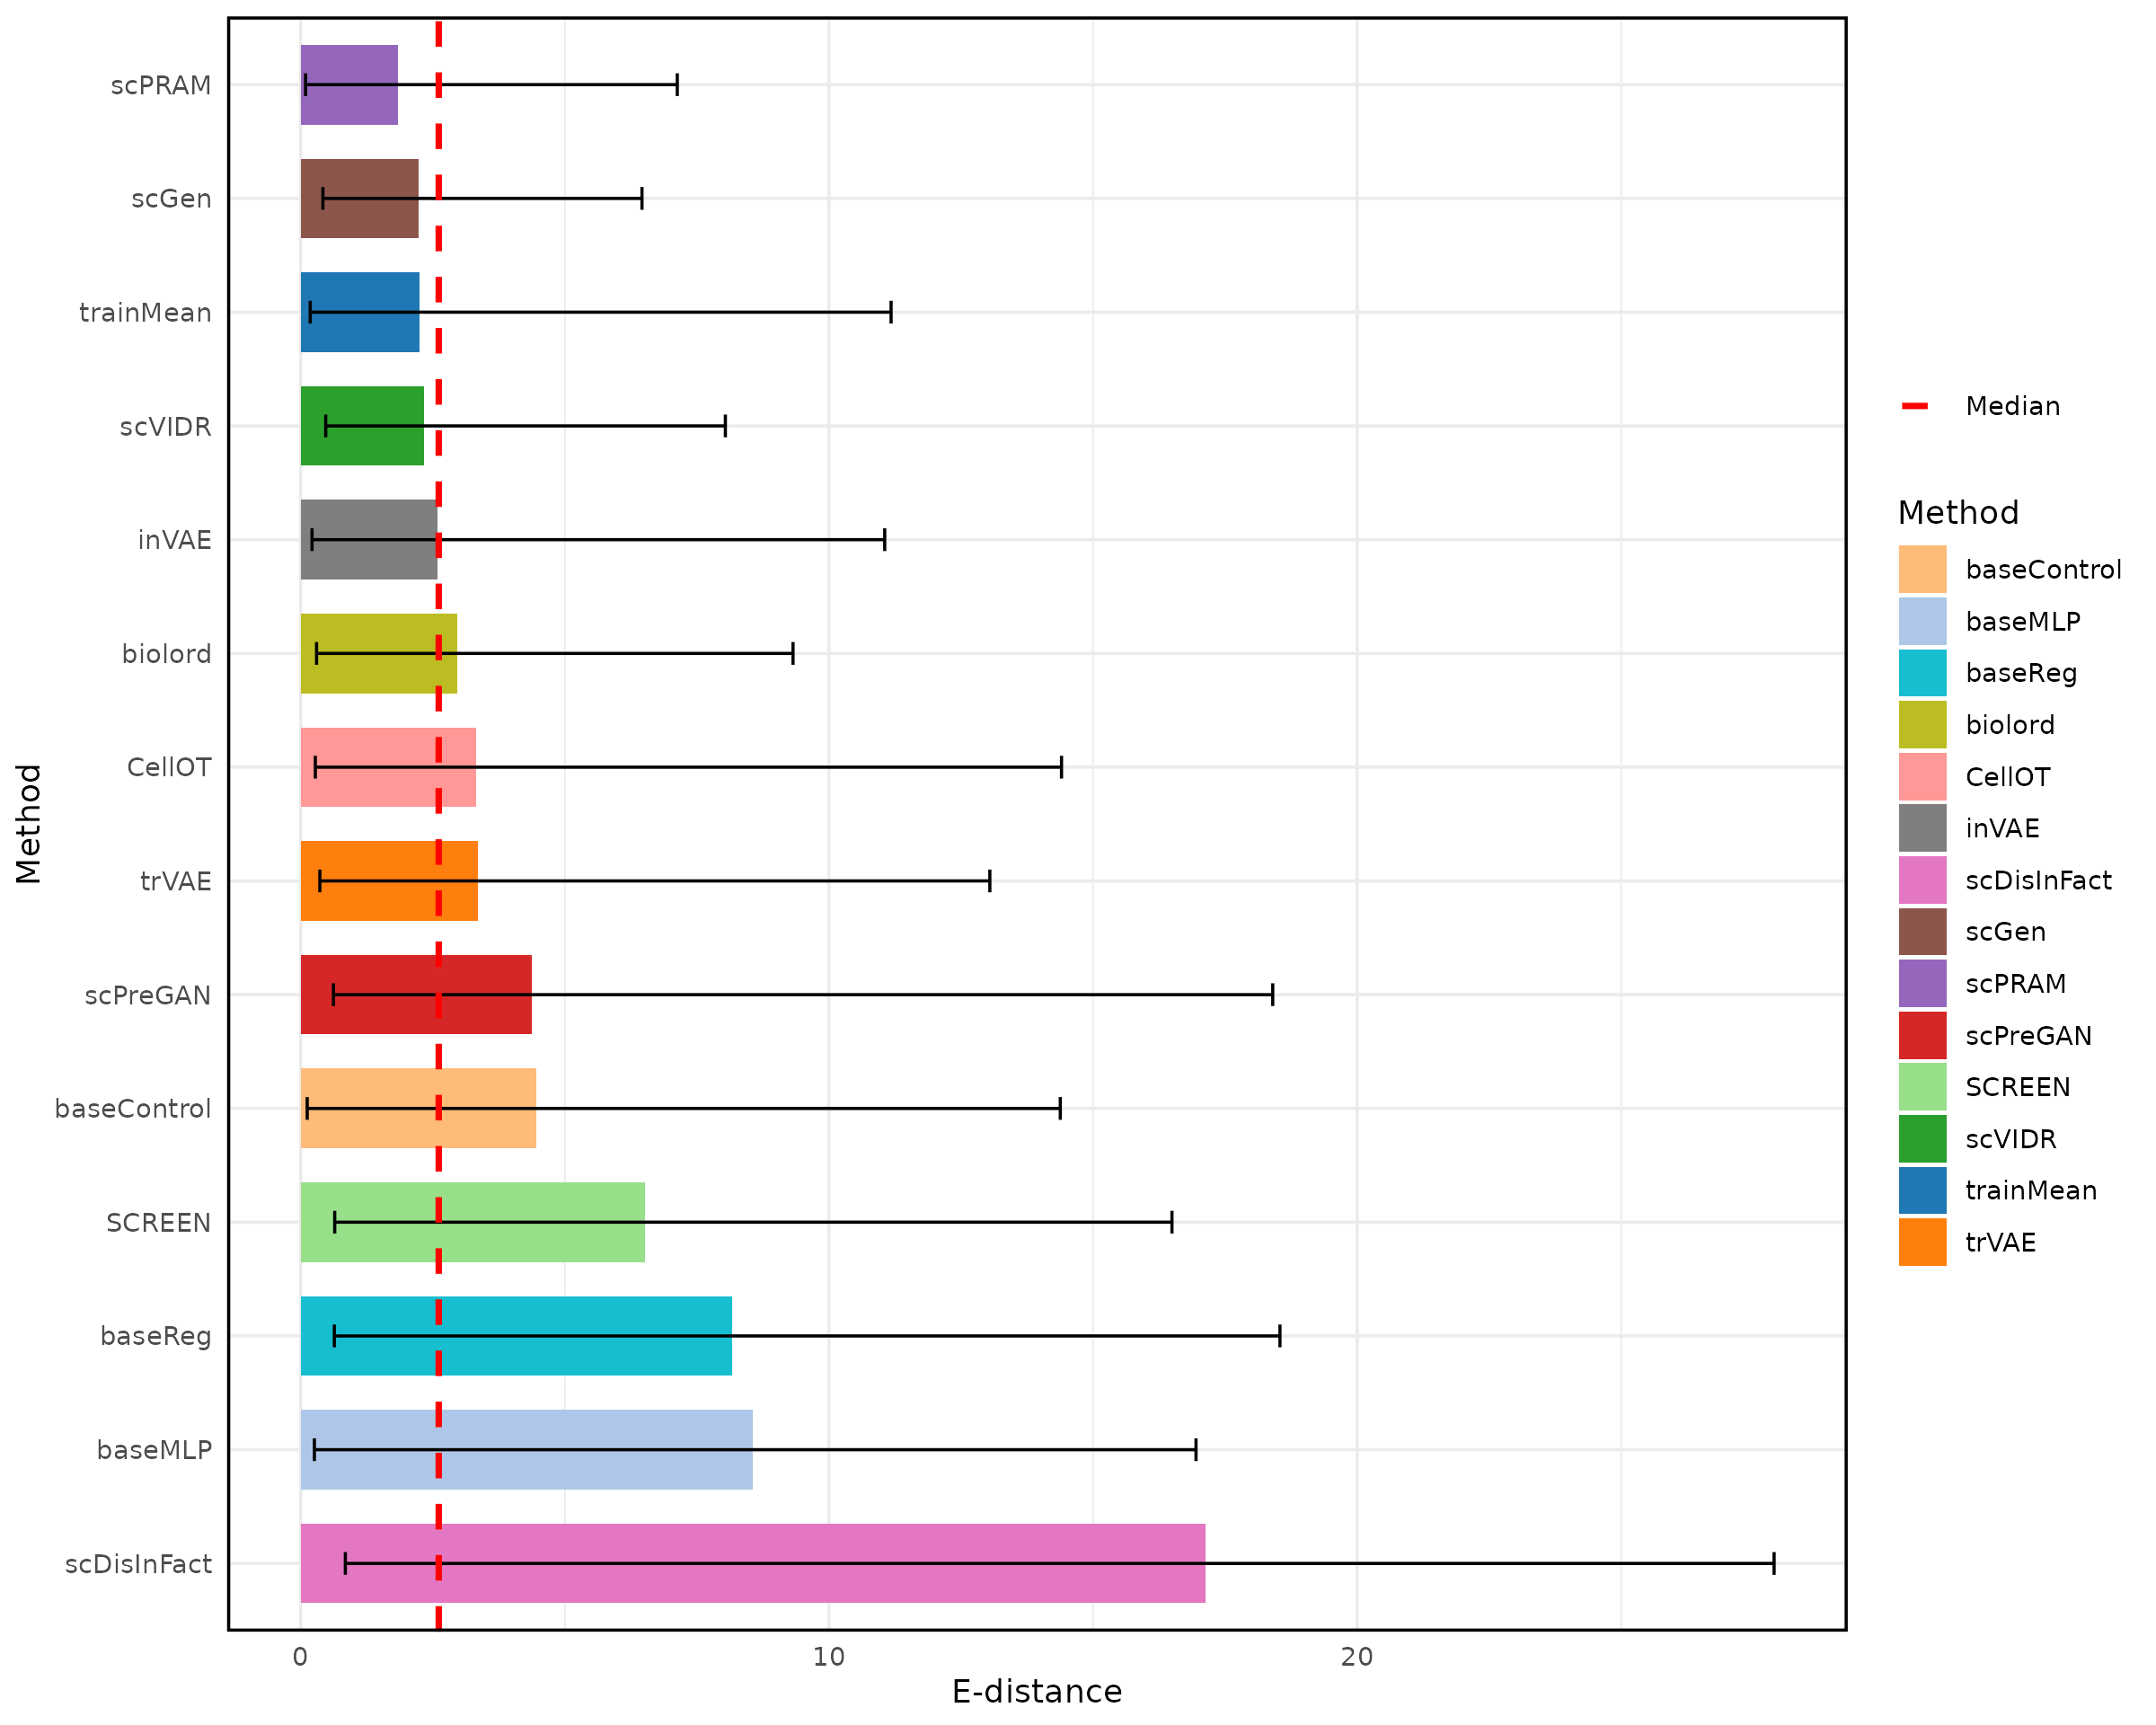 scPRAM
scGen
trainMean
scVIDR
inVAE
biolord
CellOT
trVAE
scPreGAN
baseControl
SCREEN
baseReg
baseMLP
scDisInFact
Method
0 10 20
E-distance
Median
Method
baseControl
baseMLP
baseReg
biolord
CellOT
inVAE
scDisInFact
scGen
scPRAM
scPreGAN
SCREEN
scVIDR
trainMean
trVAE